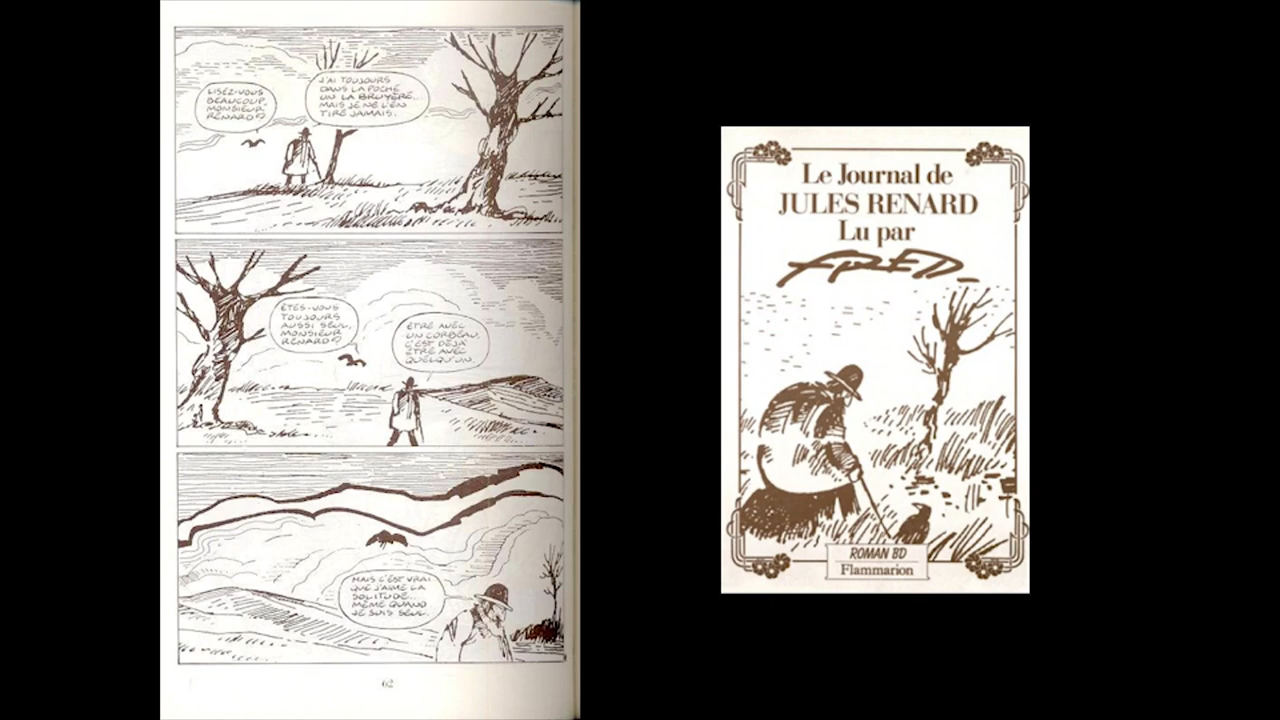 LISEZ-VOUS
BEAUCOUP,
MONSIEUR
RENARD?
J'AI TOUJOURS
DANS LA POCHE
UN LA BRUYÈRE...
MAIS JE NE L'EN
TIRE JAMAIS.
ÊTES-VOUS
TOUJOURS
AUSSI SEUL,
MONSIEUR
RENARD?
ÊTRE AVEC
UN CORBEAU,
C'EST DÉJÀ
ÊTRE AVEC
QUELQU'UN.
MAIS C'EST VRAI
QUE J'AIME LA
SOLITUDE...
MÊME QUAND
JE SUIS SEUL.
62
Le Journal de
JULES RENARD
Lu par
FRED
ROMAN BD
Flammarion